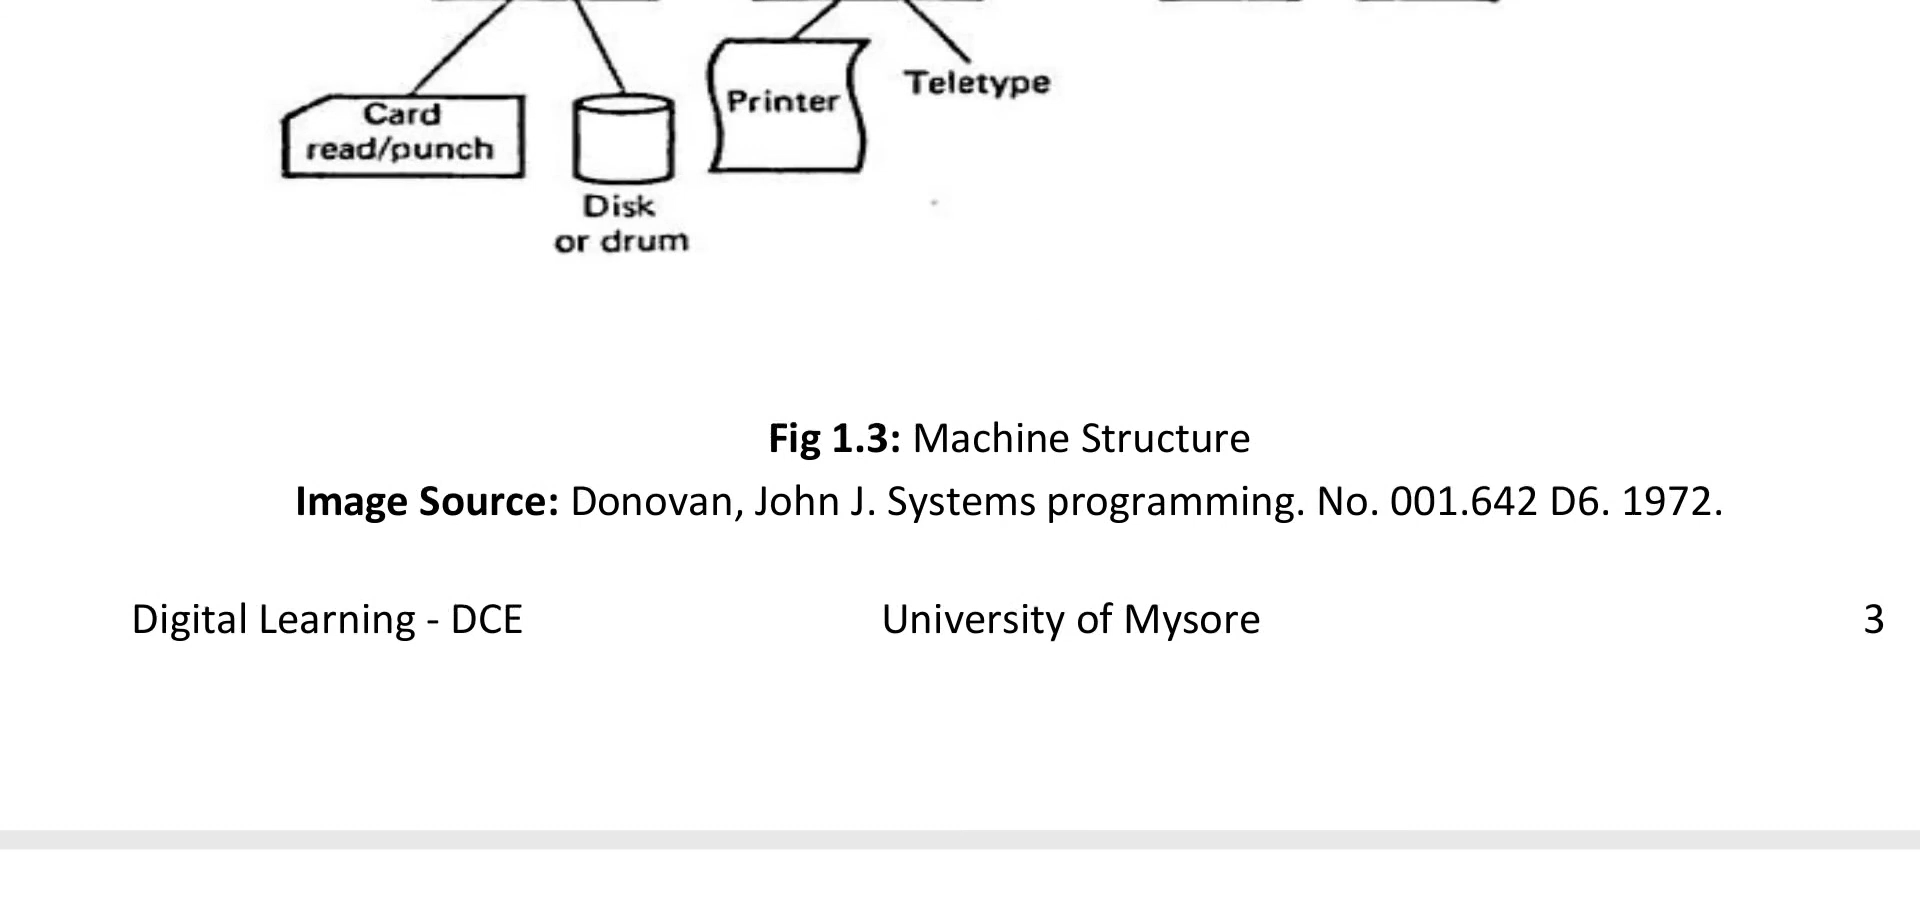 Teletype
Printer
Card
read/punch
Disk
or drum
Fig 1.3: Machine Structure
Image Source: Donovan, John J. Systems programming. No. 001.642 D6. 1972.
Digital Learning - DCE University of Mysore 3